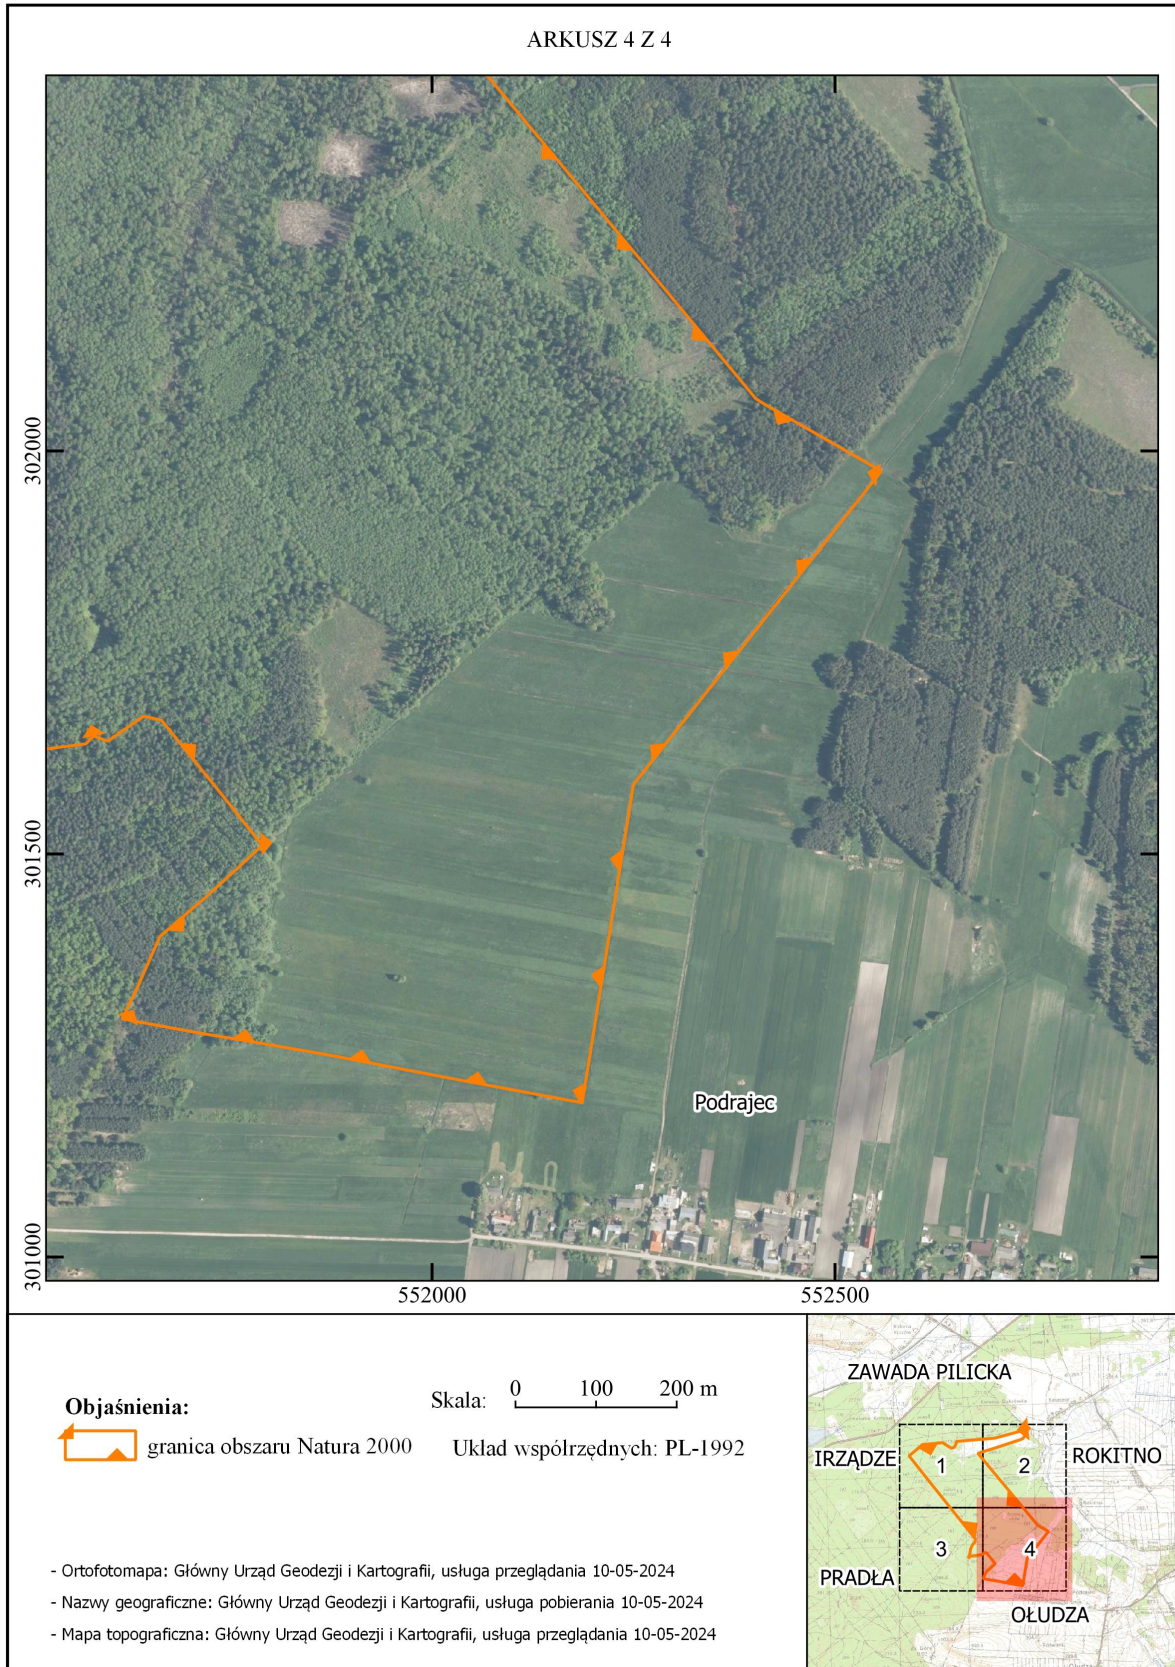 ARKUSZ 4 Z 4
302000
301500
301000
Podrajec
552000
552500
Objaśnienia:
granica obszaru Natura 2000
Skala:
0 100 200 m
Układ współrzędnych: PL-1992
- Ortofotomapa: Główny Urząd Geodezji i Kartografii, usługa przeglądania 10-05-2024
- Nazwy geograficzne: Główny Urząd Geodezji i Kartografii, usługa pobierania 10-05-2024
- Mapa topograficzna: Główny Urząd Geodezji i Kartografii, usługa przeglądania 10-05-2024
ZAWADA PILICKA
IRZĄDZE
1
2
ROKITNO
3
4
PRADŁA
OŁUDZA